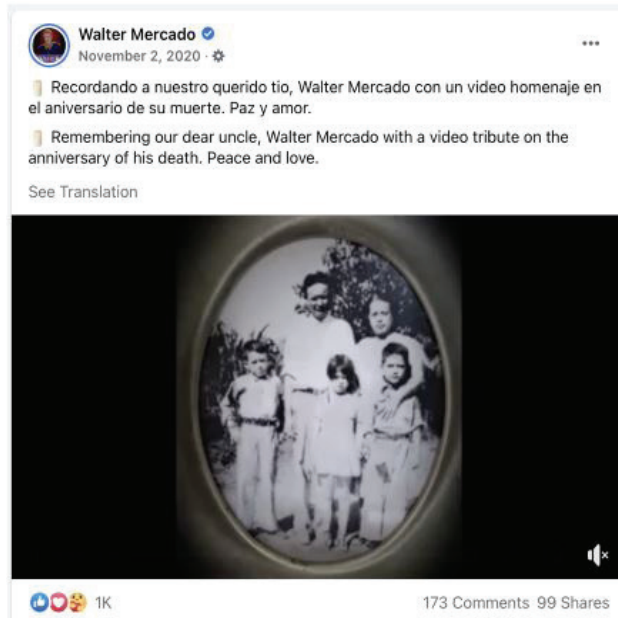 Walter Mercado
November 2, 2020 ·
Recordando a nuestro querido tio, Walter Mercado con un video homenaje en
el aniversario de su muerte. Paz y amor.
Remembering our dear uncle, Walter Mercado with a video tribute on the
anniversary of his death. Peace and love.
See Translation
1K
173 Comments 99 Shares